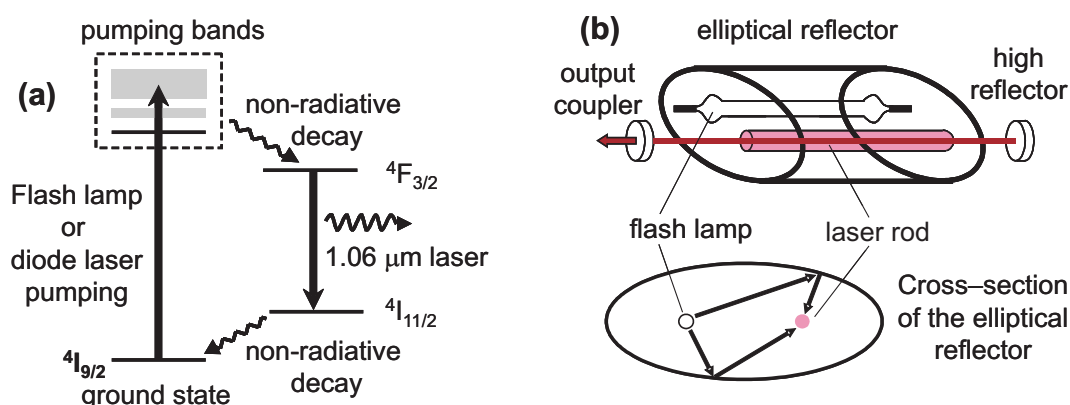 (a)
pumping bands
non-radiative
decay
⁴F₃/₂
Flash lamp
or
diode laser
pumping
1.06 μm laser
⁴I₁₁/₂
non-radiative
decay
⁴I₉/₂
ground state
(b)
elliptical reflector
output
coupler
high
reflector
flash lamp
laser rod
Cross–section
of the elliptical
reflector